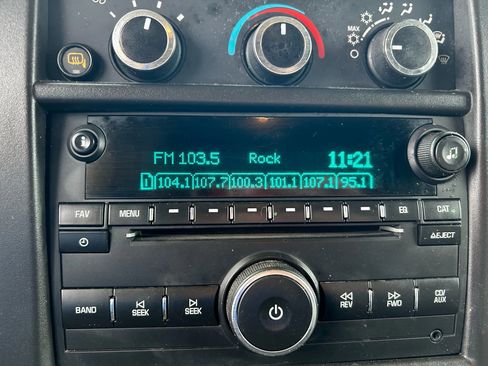 MAX
FM 103.5 Rock 11:21
1 104.1 107.7 100.3 101.1 107.1 95.1
FAV MENU EQ CAT
EJECT
BAND SEEK SEEK REV FWD CD/AUX